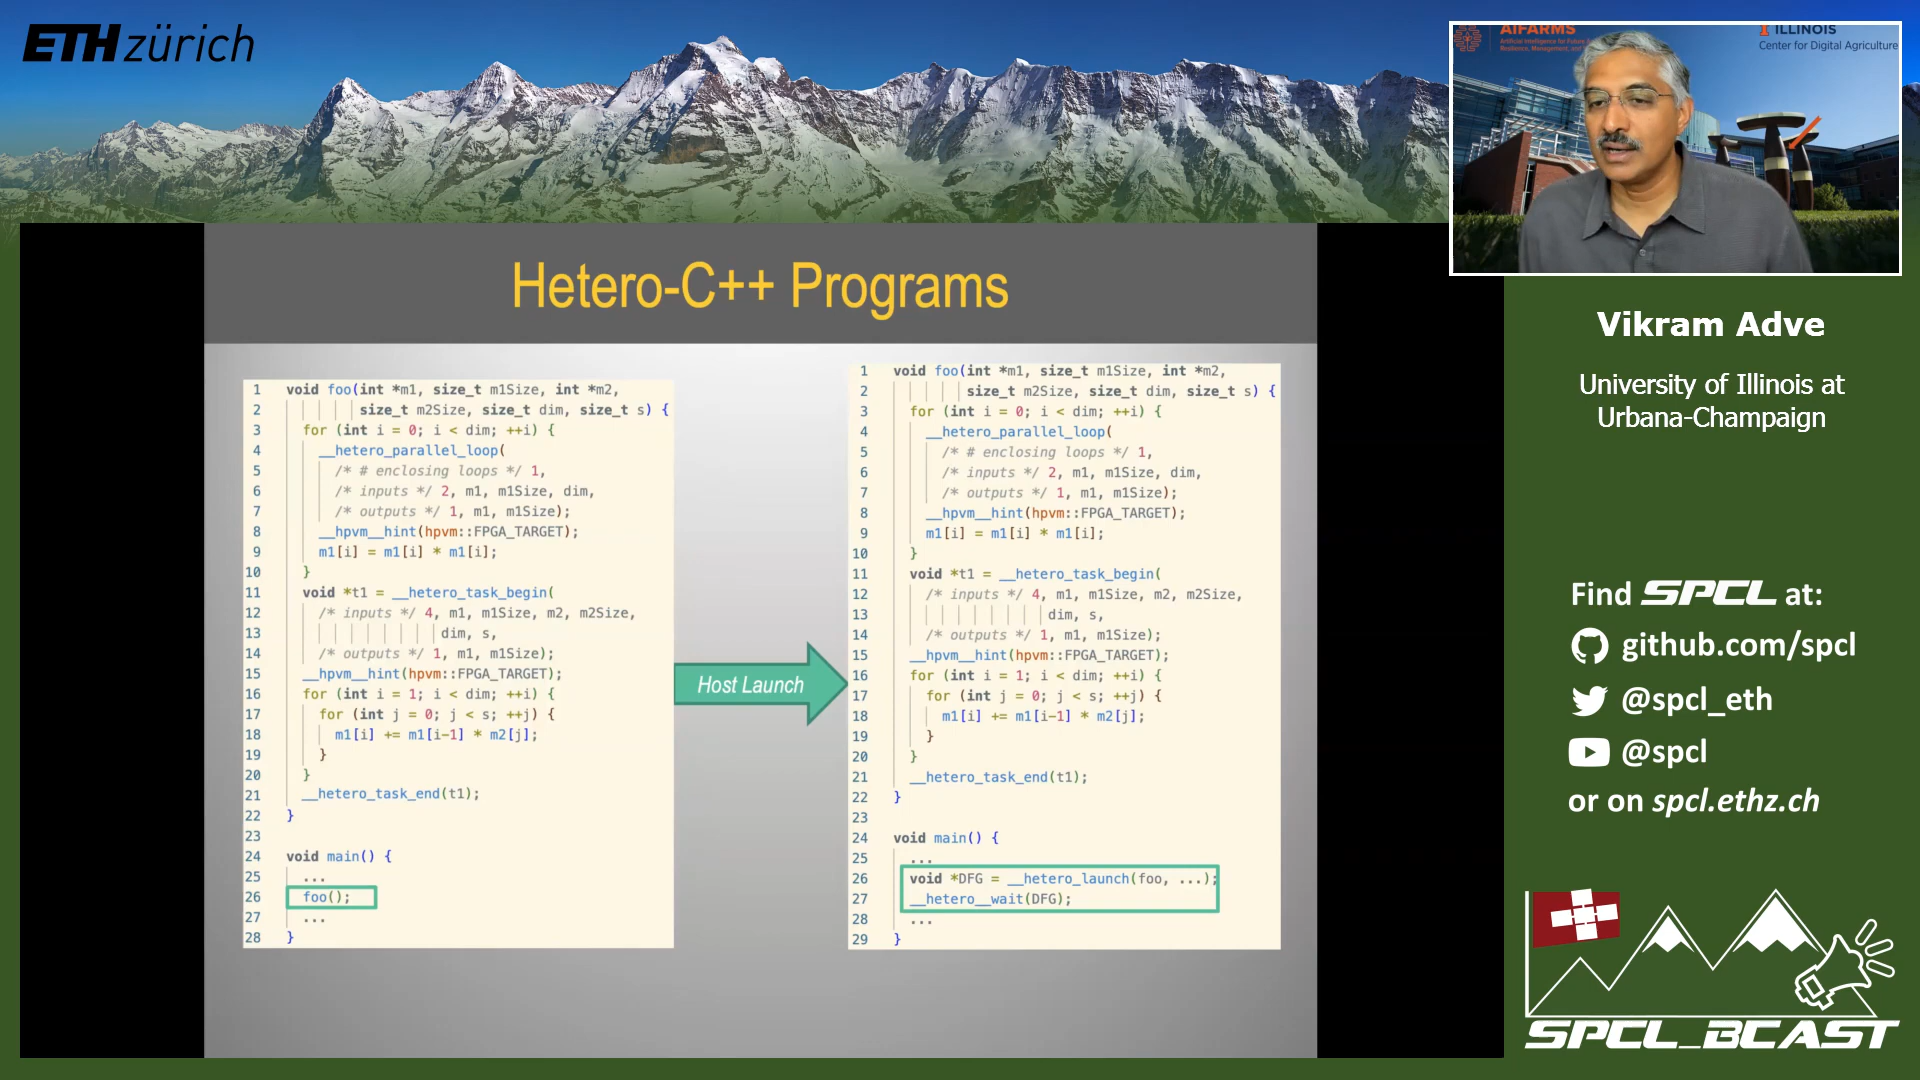 ETH zürich
AIFARMS
Artificial Intelligence for Future
Resilience, Management, and
ILLINOIS
Center for Digital Agriculture
Hetero-C++ Programs
1 void foo(int *m1, size_t m1Size, int *m2,
2 size_t m2Size, size_t dim, size_t s) {
3 for (int i = 0; i < dim; ++i) {
4 __hetero_parallel_loop(
5 /* # enclosing loops */ 1,
6 /* inputs */ 2, m1, m1Size, dim,
7 /* outputs */ 1, m1, m1Size);
8 __hpvm__hint(hpvm::FPGA_TARGET);
9 m1[i] = m1[i] * m1[i];
10 }
11 void *t1 = __hetero_task_begin(
12 /* inputs */ 4, m1, m1Size, m2, m2Size,
13 dim, s,
14 /* outputs */ 1, m1, m1Size);
15 __hpvm__hint(hpvm::FPGA_TARGET);
16 for (int i = 1; i < dim; ++i) {
17 for (int j = 0; j < s; ++j) {
18 m1[i] += m1[i-1] * m2[j];
19 }
20 }
21 __hetero_task_end(t1);
22 }
23
24 void main() {
25 ...
26 foo();
27 ...
28 }
Host Launch
1 void foo(int *m1, size_t m1Size, int *m2,
2 size_t m2Size, size_t dim, size_t s) {
3 for (int i = 0; i < dim; ++i) {
4 __hetero_parallel_loop(
5 /* # enclosing loops */ 1,
6 /* inputs */ 2, m1, m1Size, dim,
7 /* outputs */ 1, m1, m1Size);
8 __hpvm__hint(hpvm::FPGA_TARGET);
9 m1[i] = m1[i] * m1[i];
10 }
11 void *t1 = __hetero_task_begin(
12 /* inputs */ 4, m1, m1Size, m2, m2Size,
13 dim, s,
14 /* outputs */ 1, m1, m1Size);
15 __hpvm__hint(hpvm::FPGA_TARGET);
16 for (int i = 1; i < dim; ++i) {
17 for (int j = 0; j < s; ++j) {
18 m1[i] += m1[i-1] * m2[j];
19 }
20 }
21 __hetero_task_end(t1);
22 }
23
24 void main() {
25 ...
26 void *DFG = __hetero_launch(foo, ...);
27 __hetero__wait(DFG);
28 ...
29 }
Vikram Adve
University of Illinois at
Urbana-Champaign
Find SPCL at:
github.com/spcl
@spcl_eth
@spcl
or on spcl.ethz.ch
SPCL_BCAST